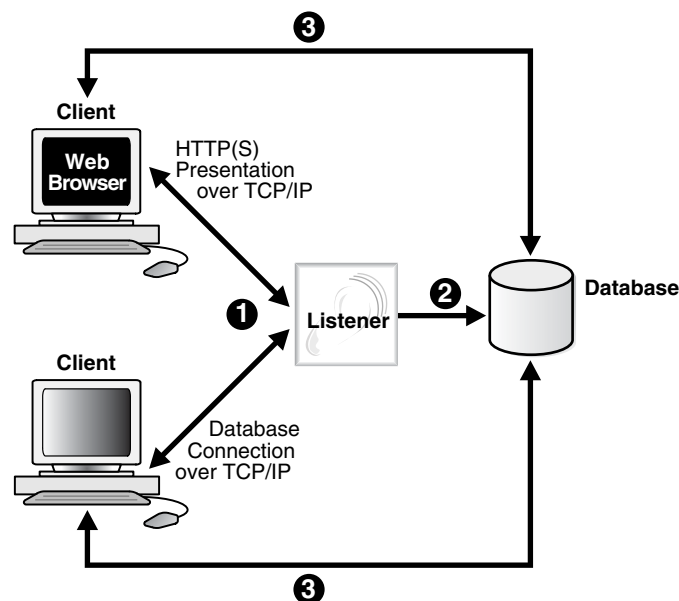 3
Client
Web
Browser
HTTP(S)
Presentation
over TCP/IP
1
Listener
2
Database
Client
Database
Connection
over TCP/IP
3